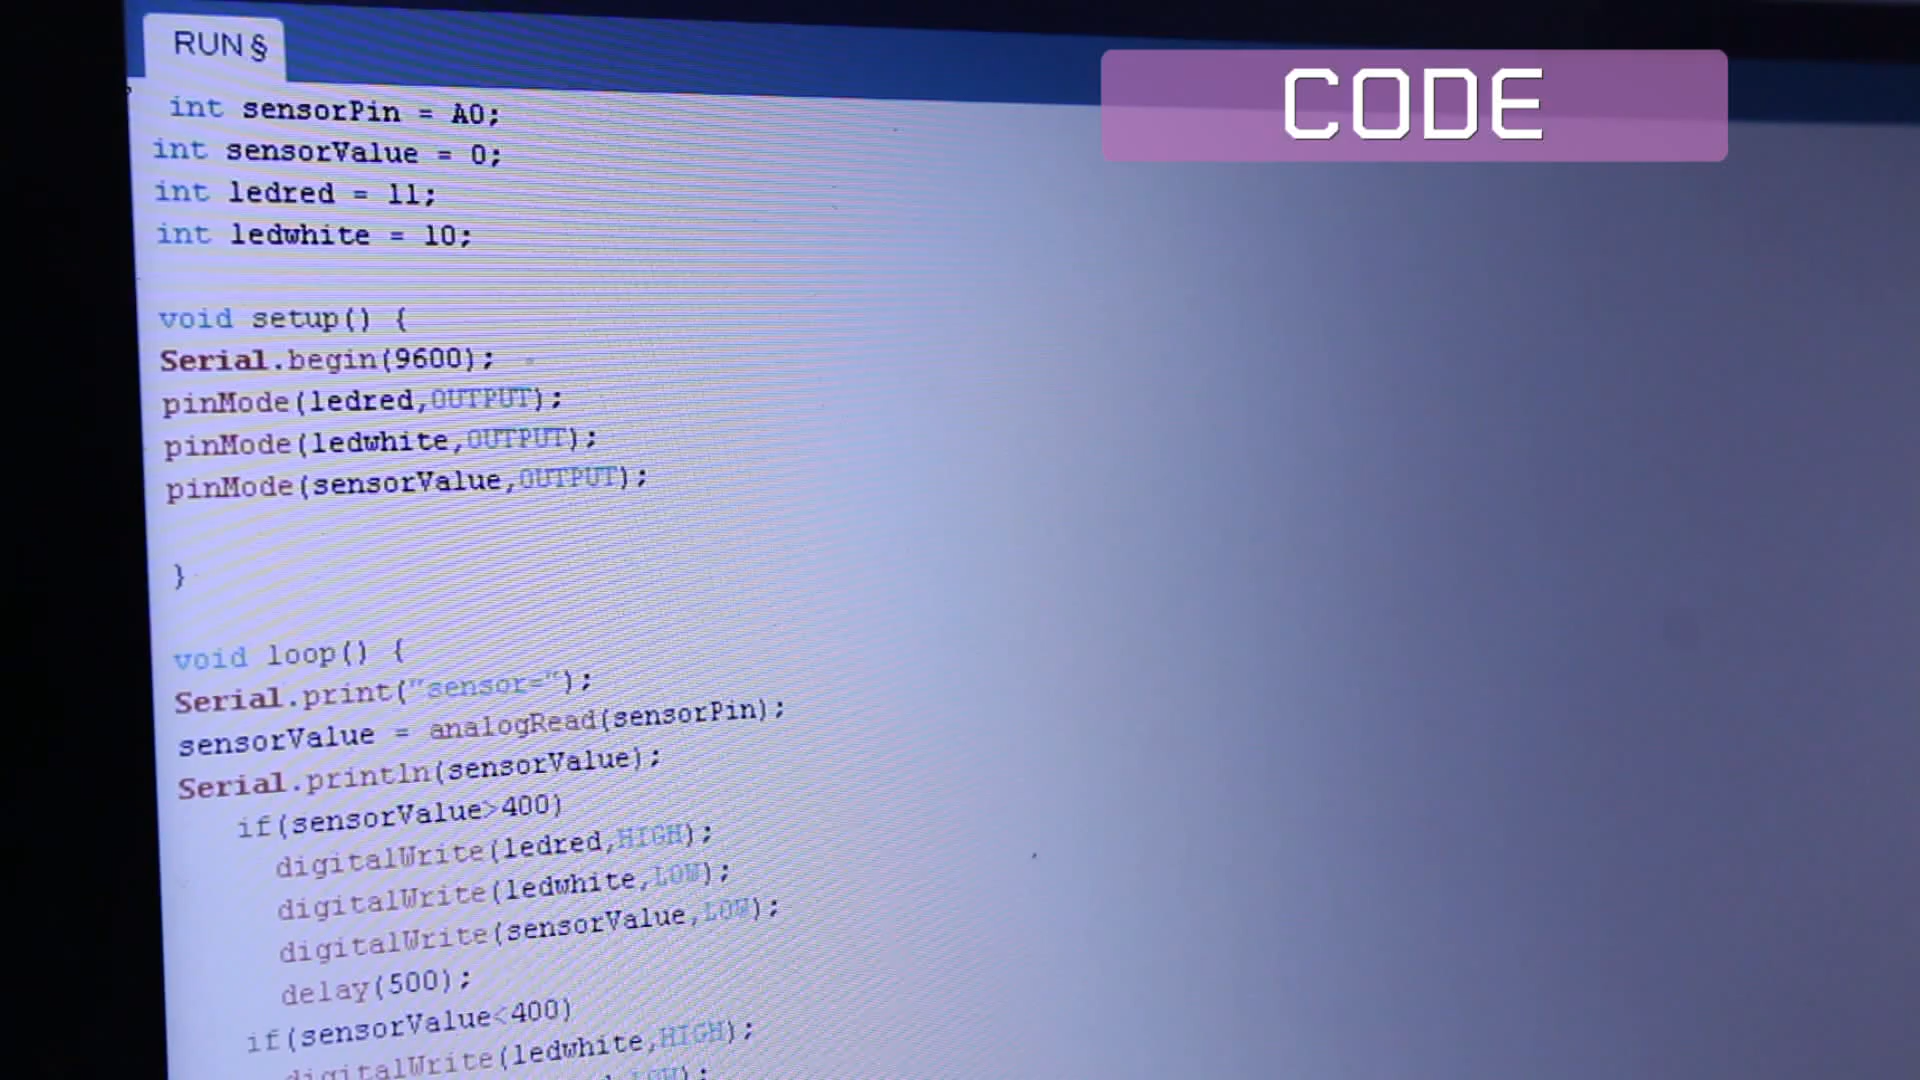 RUN §
CODE
int sensorPin = A0;
int sensorValue = 0;
int ledred = 11;
int ledwhite = 10;
void setup() {
Serial.begin(9600);
pinMode(ledred,OUTPUT);
pinMode(ledwhite,OUTPUT);
pinMode(sensorValue,OUTPUT);
}
void loop() {
Serial.print("sensor=");
sensorValue = analogRead(sensorPin);
Serial.println(sensorValue);
if(sensorValue>400)
digitalWrite(ledred,HIGH);
digitalWrite(ledwhite,LOW);
digitalWrite(sensorValue,LOW);
delay(500);
if(sensorValue<400)
digitalWrite(ledwhite,HIGH);